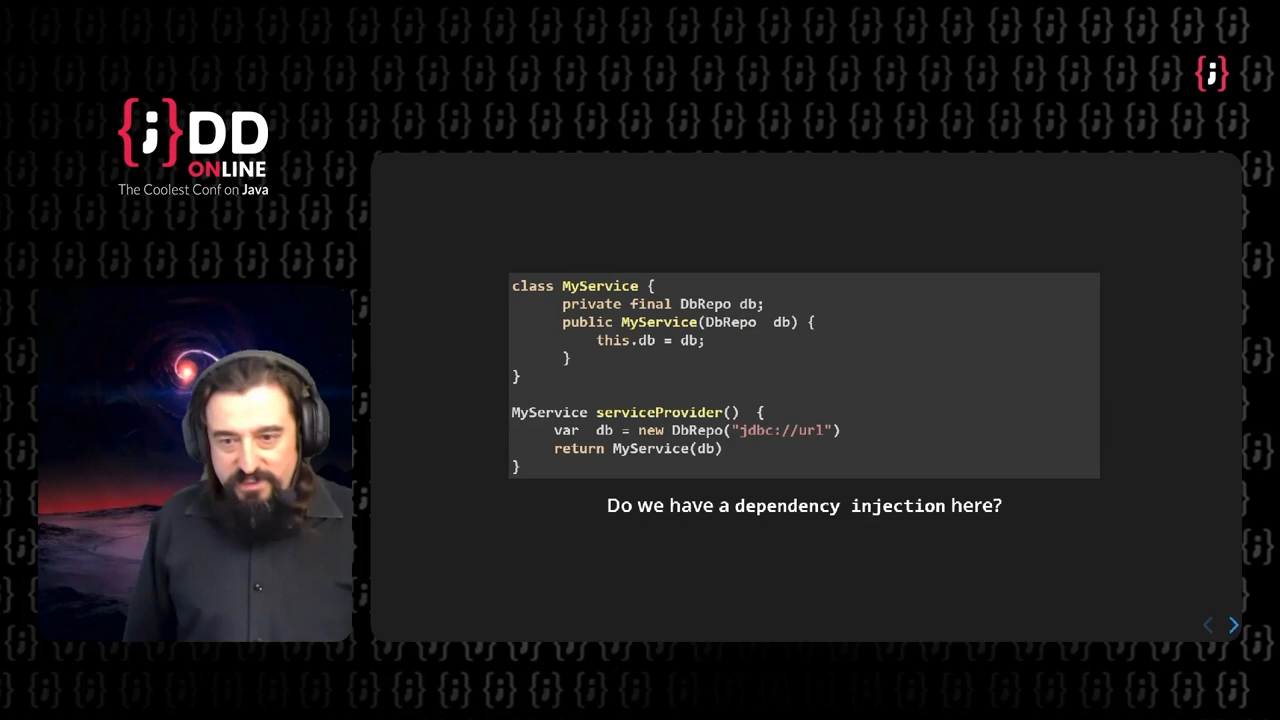 {;}
{;}DD
ONLINE
The Coolest Conf on Java
class MyService {
private final DbRepo db;
public MyService(DbRepo  db) {
this.db = db;
}
}
MyService serviceProvider()  {
var  db = new DbRepo("jdbc://url")
return MyService(db)
}
Do we have a dependency injection here?